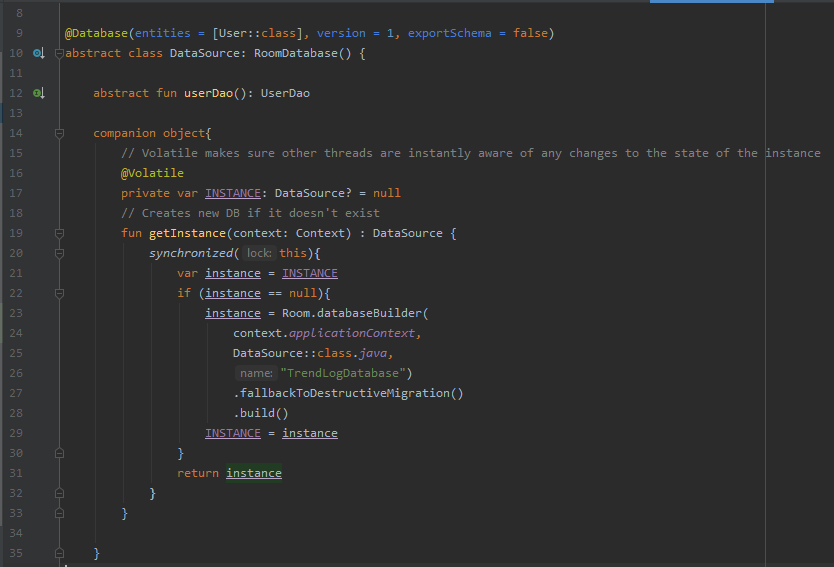 8
9 @Database(entities = [User::class], version = 1, exportSchema = false)
10 abstract class DataSource: RoomDatabase() {
11
12 abstract fun userDao(): UserDao
13
14 companion object{
15 // Volatile makes sure other threads are instantly aware of any changes to the state of the instance
16 @Volatile
17 private var INSTANCE: DataSource? = null
18 // Creates new DB if it doesn't exist
19 fun getInstance(context: Context) : DataSource {
20 synchronized( lock: this){
21 var instance = INSTANCE
22 if (instance == null){
23 instance = Room.databaseBuilder(
24 context.applicationContext,
25 DataSource::class.java,
26 name: "TrendLogDatabase")
27 .fallbackToDestructiveMigration()
28 .build()
29 INSTANCE = instance
30 }
31 return instance
32 }
33 }
34
35 }